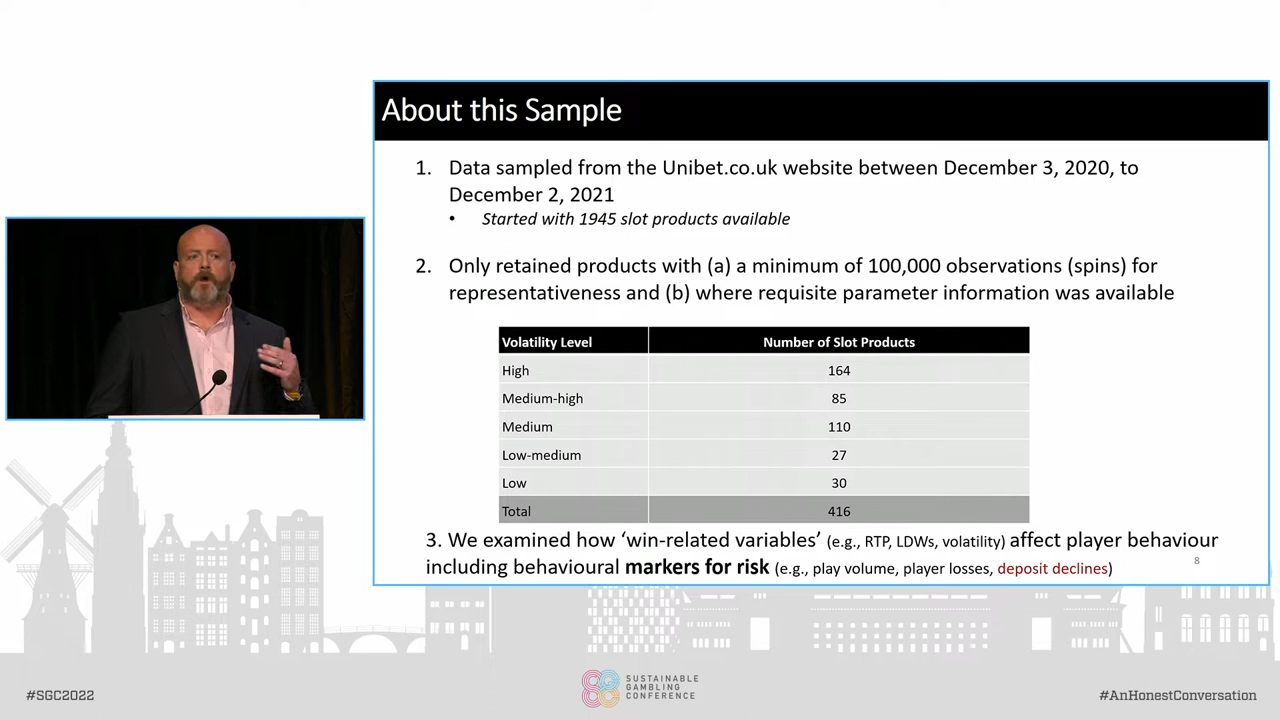 About this Sample
1. Data sampled from the Unibet.co.uk website between December 3, 2020, to
December 2, 2021
• Started with 1945 slot products available
2. Only retained products with (a) a minimum of 100,000 observations (spins) for
representativeness and (b) where requisite parameter information was available
Volatility Level Number of Slot Products
High 164
Medium-high 85
Medium 110
Low-medium 27
Low 30
Total 416
3. We examined how ‘win-related variables’ (e.g., RTP, LDWs, volatility) affect player behaviour
including behavioural markers for risk (e.g., play volume, player losses, deposit declines)
8
#SGC2022
SUSTAINABLE
GAMBLING
CONFERENCE
#AnHonestConversation